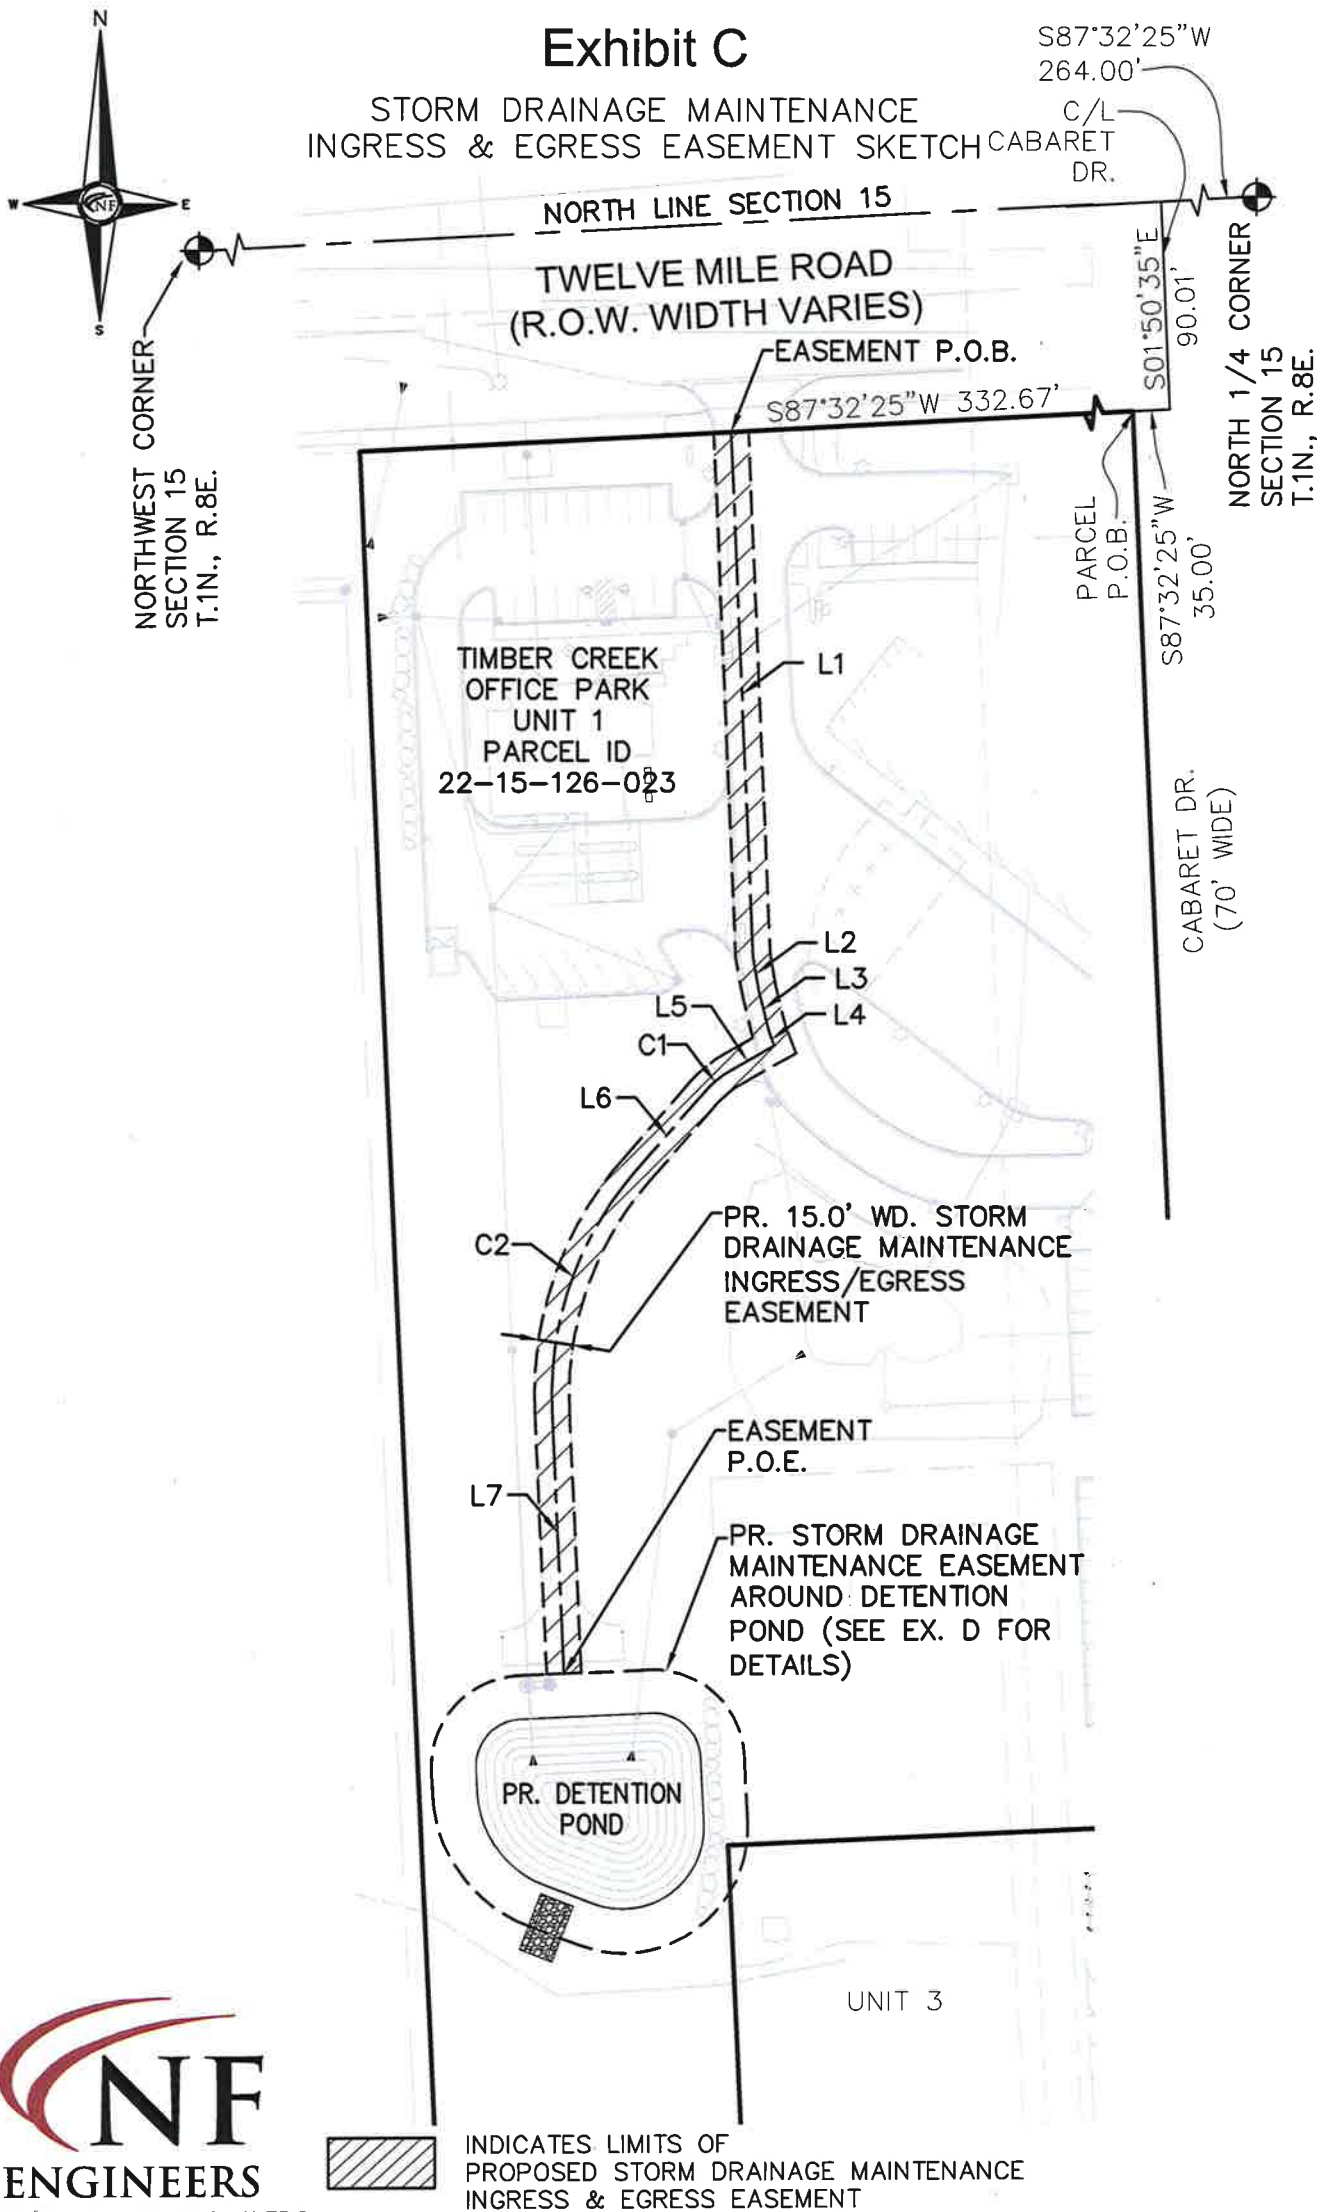 N
W
E
S
NF
Exhibit C
STORM DRAINAGE MAINTENANCE
INGRESS & EGRESS EASEMENT SKETCH
S87°32'25"W
264.00'
C/L
CABARET
DR.
NORTH LINE SECTION 15
TWELVE MILE ROAD
(R.O.W. WIDTH VARIES)
EASEMENT P.O.B.
S87°32'25"W 332.67'
S01°50'35"E
90.01'
NORTH 1/4 CORNER
SECTION 15
T.1N., R.8E.
NORTHWEST CORNER
SECTION 15
T.1N., R.8E.
PARCEL
P.O.B.
S87°32'25"W
35.00'
TIMBER CREEK
OFFICE PARK
UNIT 1
PARCEL ID
22-15-126-023
L1
CABARET DR.
(70' WIDE)
L2
L3
L4
L5
C1
L6
C2
PR. 15.0' WD. STORM
DRAINAGE MAINTENANCE
INGRESS/EGRESS
EASEMENT
EASEMENT
P.O.E.
L7
PR. STORM DRAINAGE
MAINTENANCE EASEMENT
AROUND DETENTION
POND (SEE EX. D FOR
DETAILS)
PR. DETENTION
POND
UNIT 3
NF
ENGINEERS
INDICATES LIMITS OF
PROPOSED STORM DRAINAGE MAINTENANCE
INGRESS & EGRESS EASEMENT